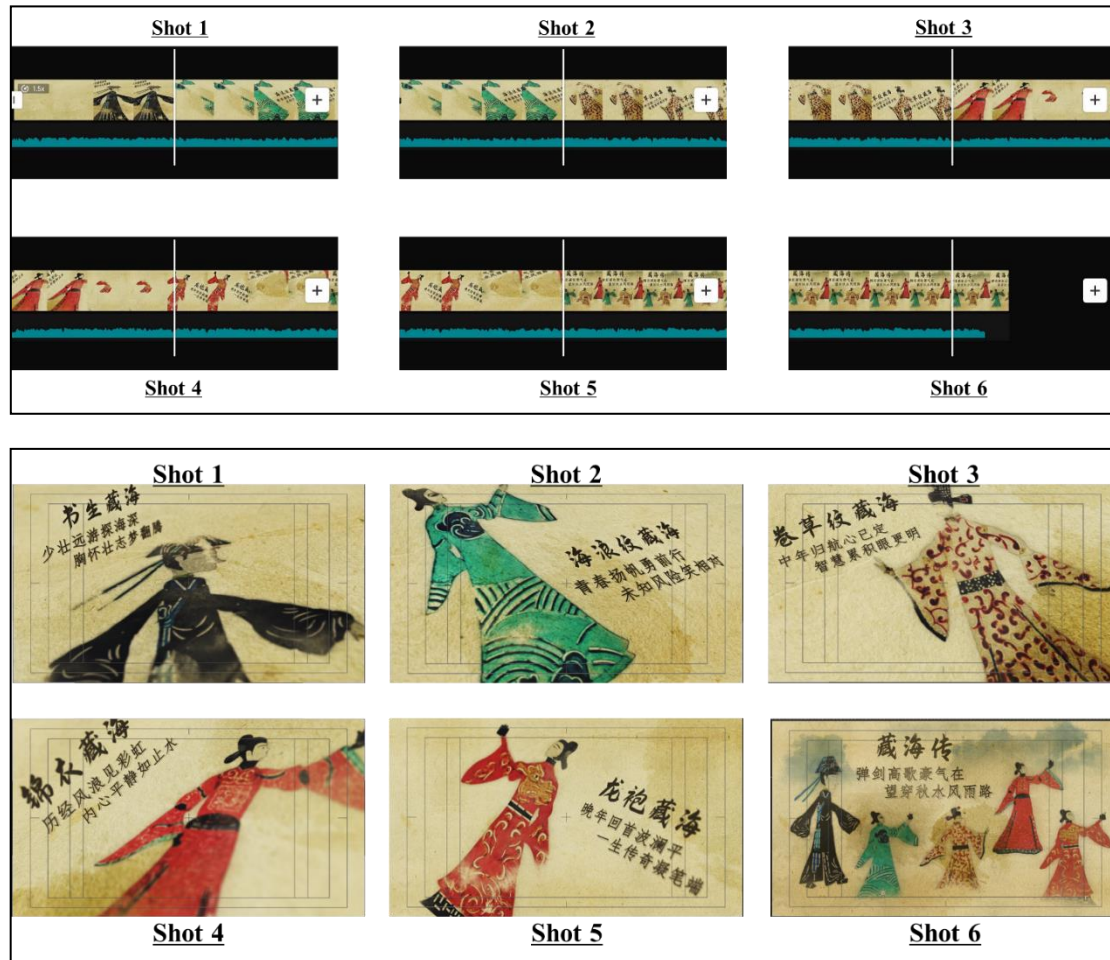 Shot 1
Shot 2
Shot 3
1.5x
Shot 4
Shot 5
Shot 6
Shot 1
Shot 2
Shot 3
书生藏海
少壮远游探海深
胸怀壮志梦翻腾
海浪纹藏海
青春扬帆勇前行
未知风险笑相对
卷草纹藏海
中年归航心已定
智慧累积眼更明
锦衣藏海
历经风浪见彩虹
内心平静如止水
龙袍藏海
晚年回首波澜平
一生传奇凝笔端
藏海传
弹剑高歌豪气在
望穿秋水风雨路
Shot 4
Shot 5
Shot 6